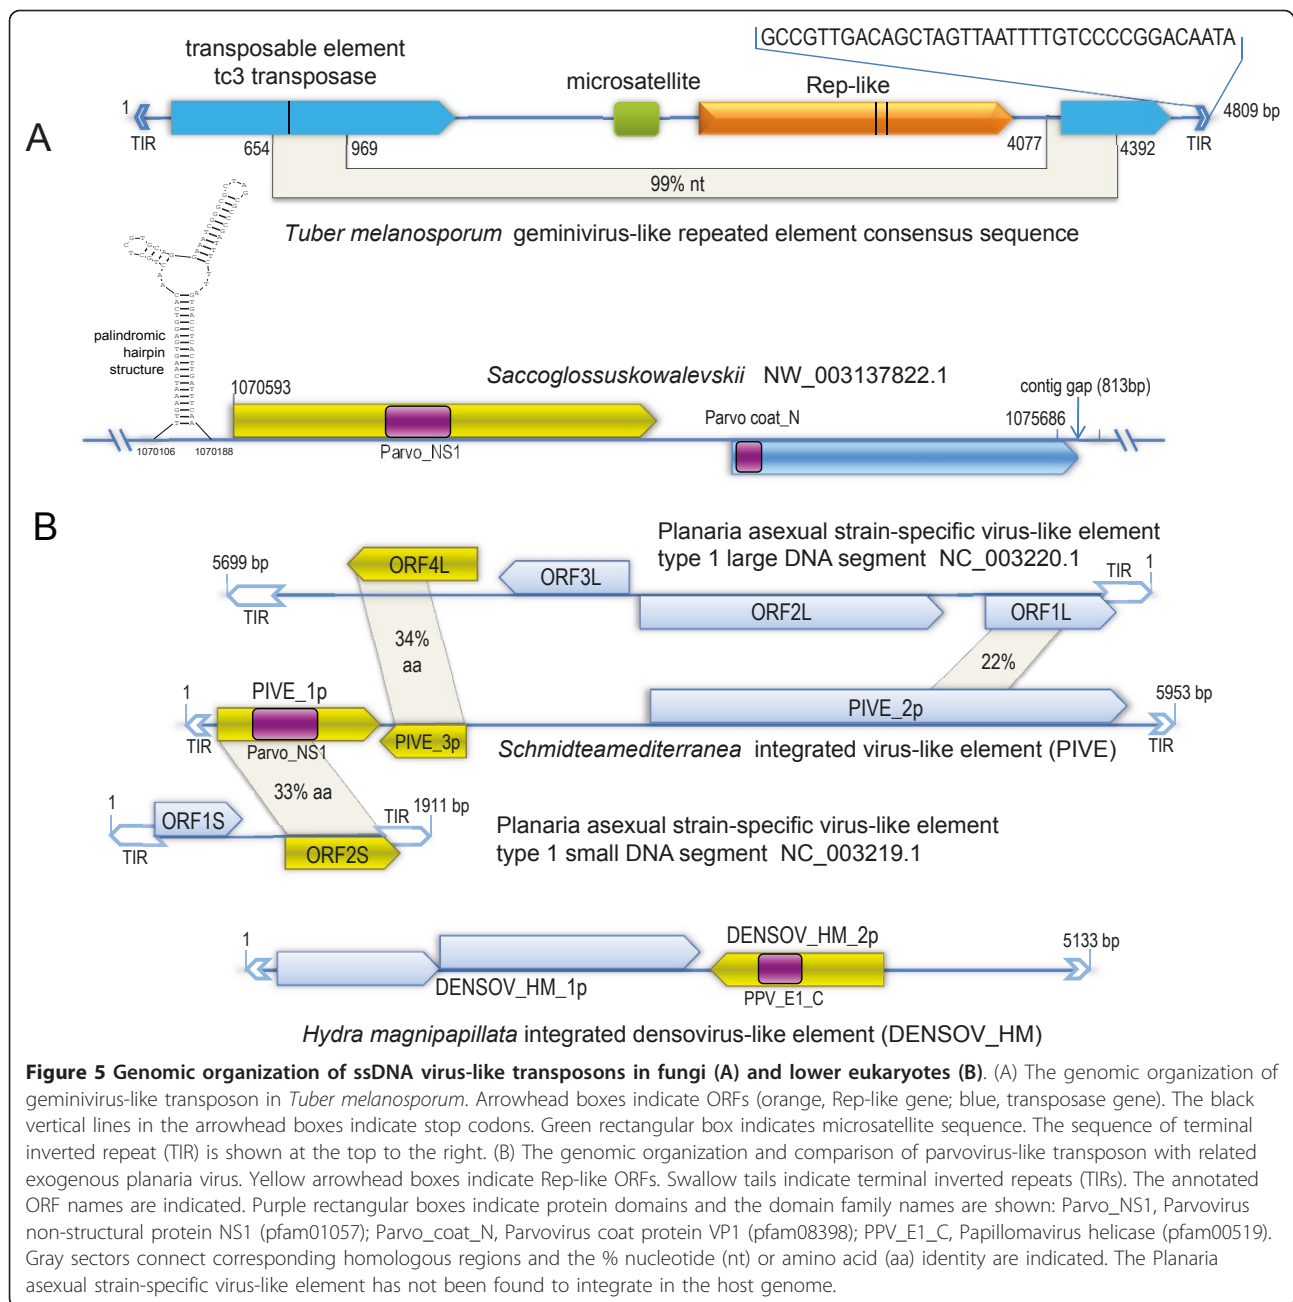 GCCGTTGACAGCTAGTTAATTTTGTCCCCGGACAATA
transposable element
tc3 transposase
microsatellite
Rep-like
1
4809 bp
TIR
TIR
A
654
969
4077
4392
99% nt
Tuber melanosporum geminivirus-like repeated element consensus sequence
palindromic
hairpin
structure
Saccoglossuskowalevskii NW_003137822.1
1070593
contig gap (813bp)
Parvo coat_N
1075686
Parvo_NS1
1070106
1070188
B
Planaria asexual strain-specific virus-like element
type 1 large DNA segment NC_003220.1
5699 bp
ORF4L
ORF3L
TIR
1
TIR
ORF2L
ORF1L
34%
aa
22%
1
PIVE_1p
PIVE_2p
5953 bp
TIR
Parvo_NS1
PIVE_3p
Schmidteamediterranea integrated virus-like element (PIVE)
TIR
33% aa
1
ORF1S
TIR
1911 bp
TIR
ORF2S
Planaria asexual strain-specific virus-like element
type 1 small DNA segment NC_003219.1
1
DENSOV_HM_2p
5133 bp
DENSOV_HM_1p
PPV_E1_C
Hydra magnipapillata integrated densovirus-like element (DENSOV_HM)
Figure 5 Genomic organization of ssDNA virus-like transposons in fungi (A) and lower eukaryotes (B). (A) The genomic organization of
geminivirus-like transposon in Tuber melanosporum. Arrowhead boxes indicate ORFs (orange, Rep-like gene; blue, transposase gene). The black
vertical lines in the arrowhead boxes indicate stop codons. Green rectangular box indicates microsatellite sequence. The sequence of terminal
inverted repeat (TIR) is shown at the top to the right. (B) The genomic organization and comparison of parvovirus-like transposon with related
exogenous planaria virus. Yellow arrowhead boxes indicate Rep-like ORFs. Swallow tails indicate terminal inverted repeats (TIRs). The annotated
ORF names are indicated. Purple rectangular boxes indicate protein domains and the domain family names are shown: Parvo_NS1, Parvovirus
non-structural protein NS1 (pfam01057); Parvo_coat_N, Parvovirus coat protein VP1 (pfam08398); PPV_E1_C, Papillomavirus helicase (pfam00519).
Gray sectors connect corresponding homologous regions and the % nucleotide (nt) or amino acid (aa) identity are indicated. The Planaria
asexual strain-specific virus-like element has not been found to integrate in the host genome.